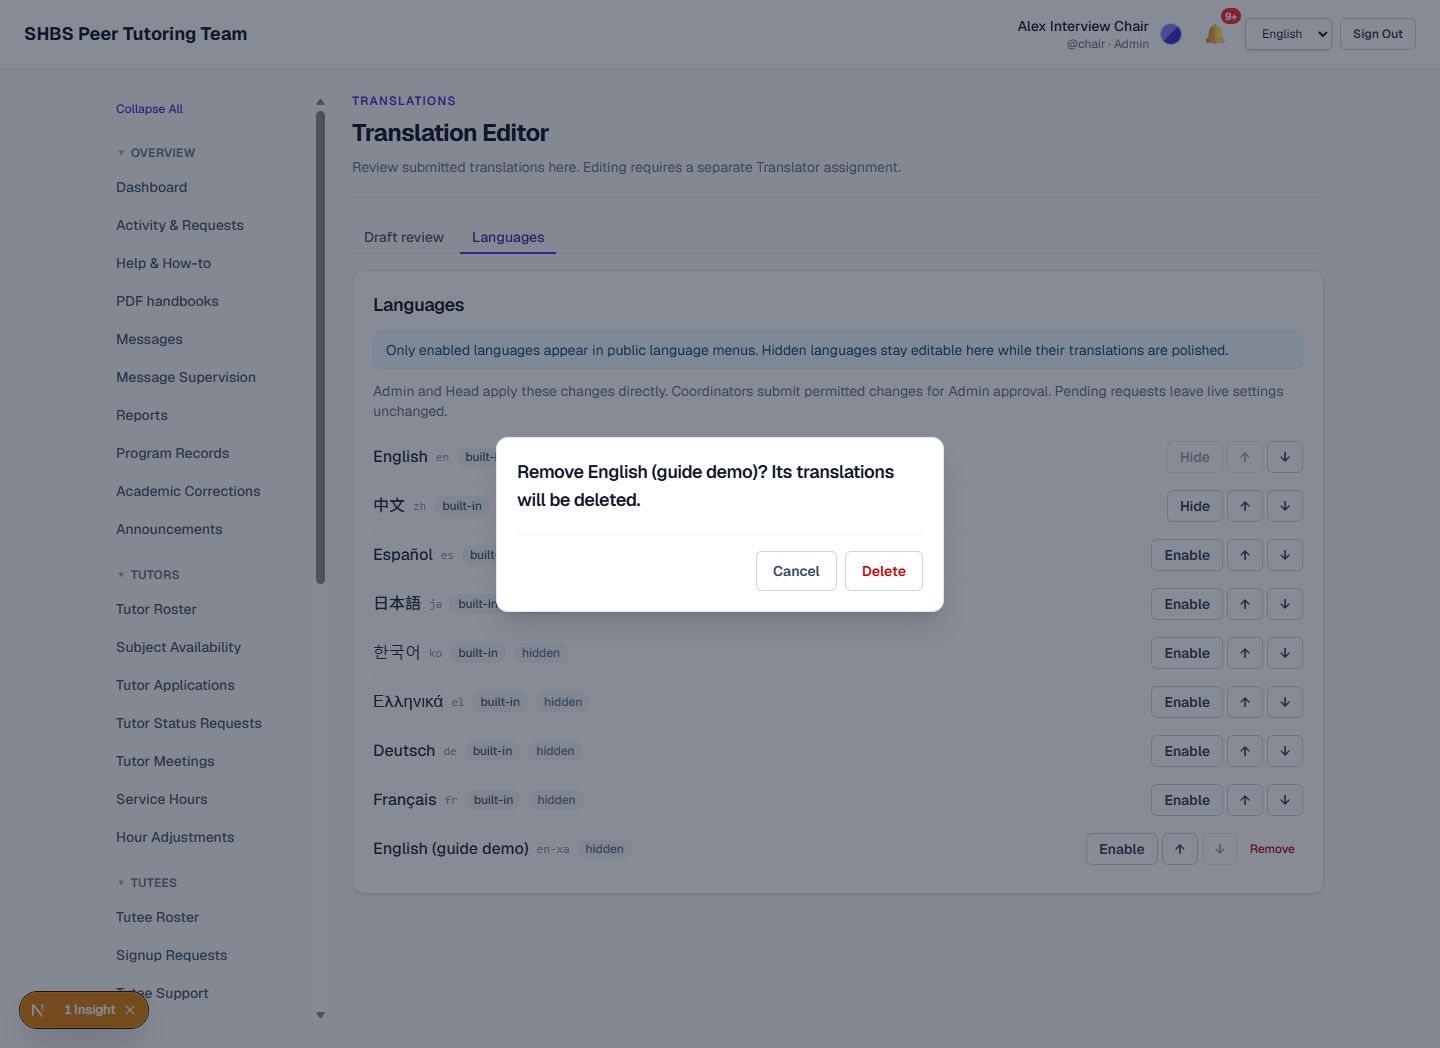 SHBS Peer Tutoring Team
Alex Interview Chair
@chair · Admin
9+
English
Sign Out
Collapse All
OVERVIEW
Dashboard
Activity & Requests
Help & How-to
PDF handbooks
Messages
Message Supervision
Reports
Program Records
Academic Corrections
Announcements
TUTORS
Tutor Roster
Subject Availability
Tutor Applications
Tutor Status Requests
Tutor Meetings
Service Hours
Hour Adjustments
TUTEES
Tutee Roster
Signup Requests
Tutee Support
1 Insight
TRANSLATIONS
Translation Editor
Review submitted translations here. Editing requires a separate Translator assignment.
Draft review Languages
Languages
Only enabled languages appear in public language menus. Hidden languages stay editable here while their translations are polished.
Admin and Head apply these changes directly. Coordinators submit permitted changes for Admin approval. Pending requests leave live settings
unchanged.
English en built-in Hide ↑ ↓
中文 zh built-in Hide ↑ ↓
Español es built- Enable ↑ ↓
日本語 ja built-in Enable ↑ ↓
한국어 ko built-in hidden Enable ↑ ↓
Ελληνικά el built-in hidden Enable ↑ ↓
Deutsch de built-in hidden Enable ↑ ↓
Français fr built-in hidden Enable ↑ ↓
English (guide demo) en-xa hidden Enable ↑ ↓ Remove
Remove English (guide demo)? Its translations
will be deleted.
Cancel Delete